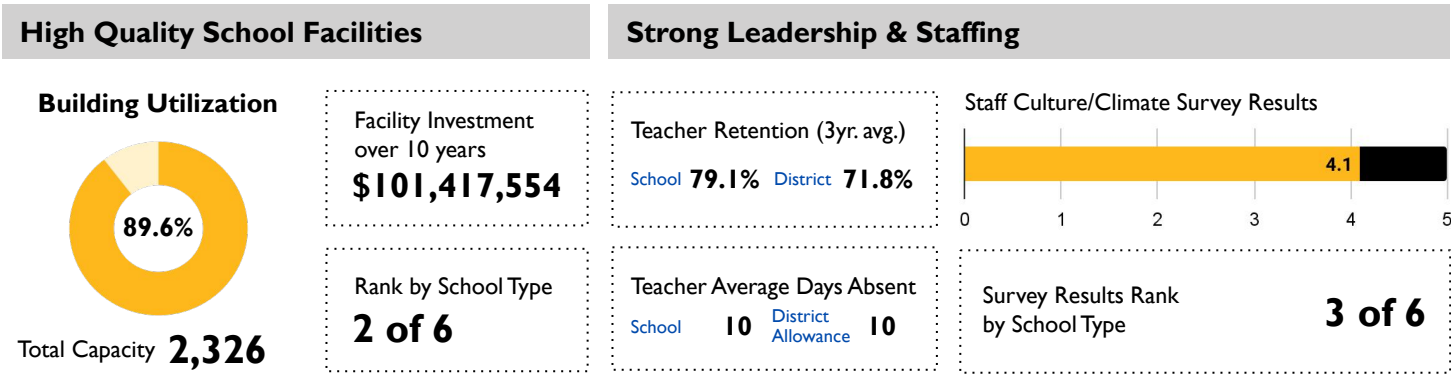 High Quality School Facilities
Building Utilization
89.6%
Total Capacity 2,326
Facility Investment
over 10 years
$101,417,554
Rank by School Type
2 of 6
Strong Leadership & Staffing
Teacher Retention (3yr. avg.)
School 79.1% District 71.8%
Teacher Average Days Absent
School 10 District Allowance 10
Staff Culture/Climate Survey Results
4.1
0 1 2 3 4 5
Survey Results Rank
by School Type
3 of 6